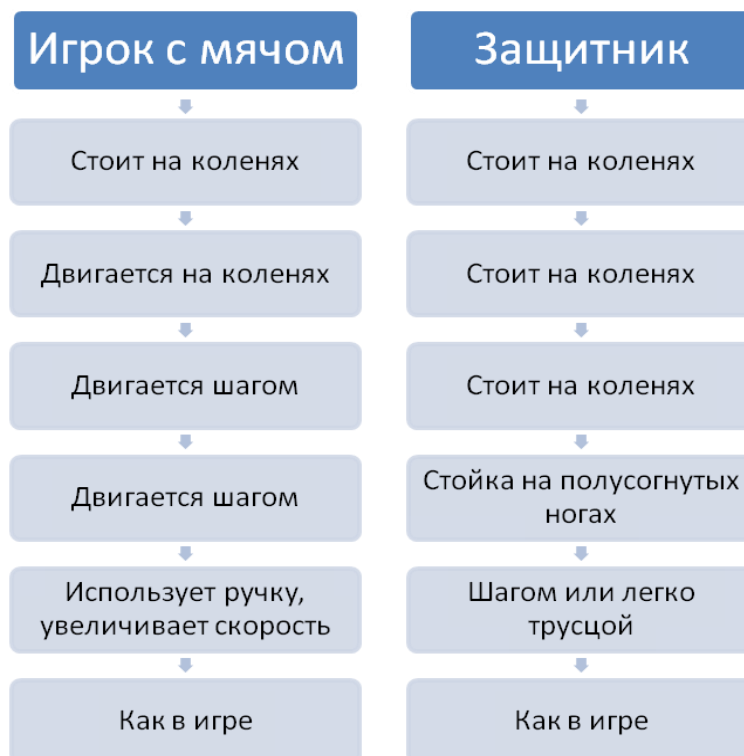 Игрок с мячом
Стоит на коленях
Двигается на коленях
Двигается шагом
Двигается шагом
Использует ручку,
увеличивает скорость
Как в игре
Защитник
Стоит на коленях
Стоит на коленях
Стоит на коленях
Стойка на полусогнутых
ногах
Шагом или легко
трусцой
Как в игре